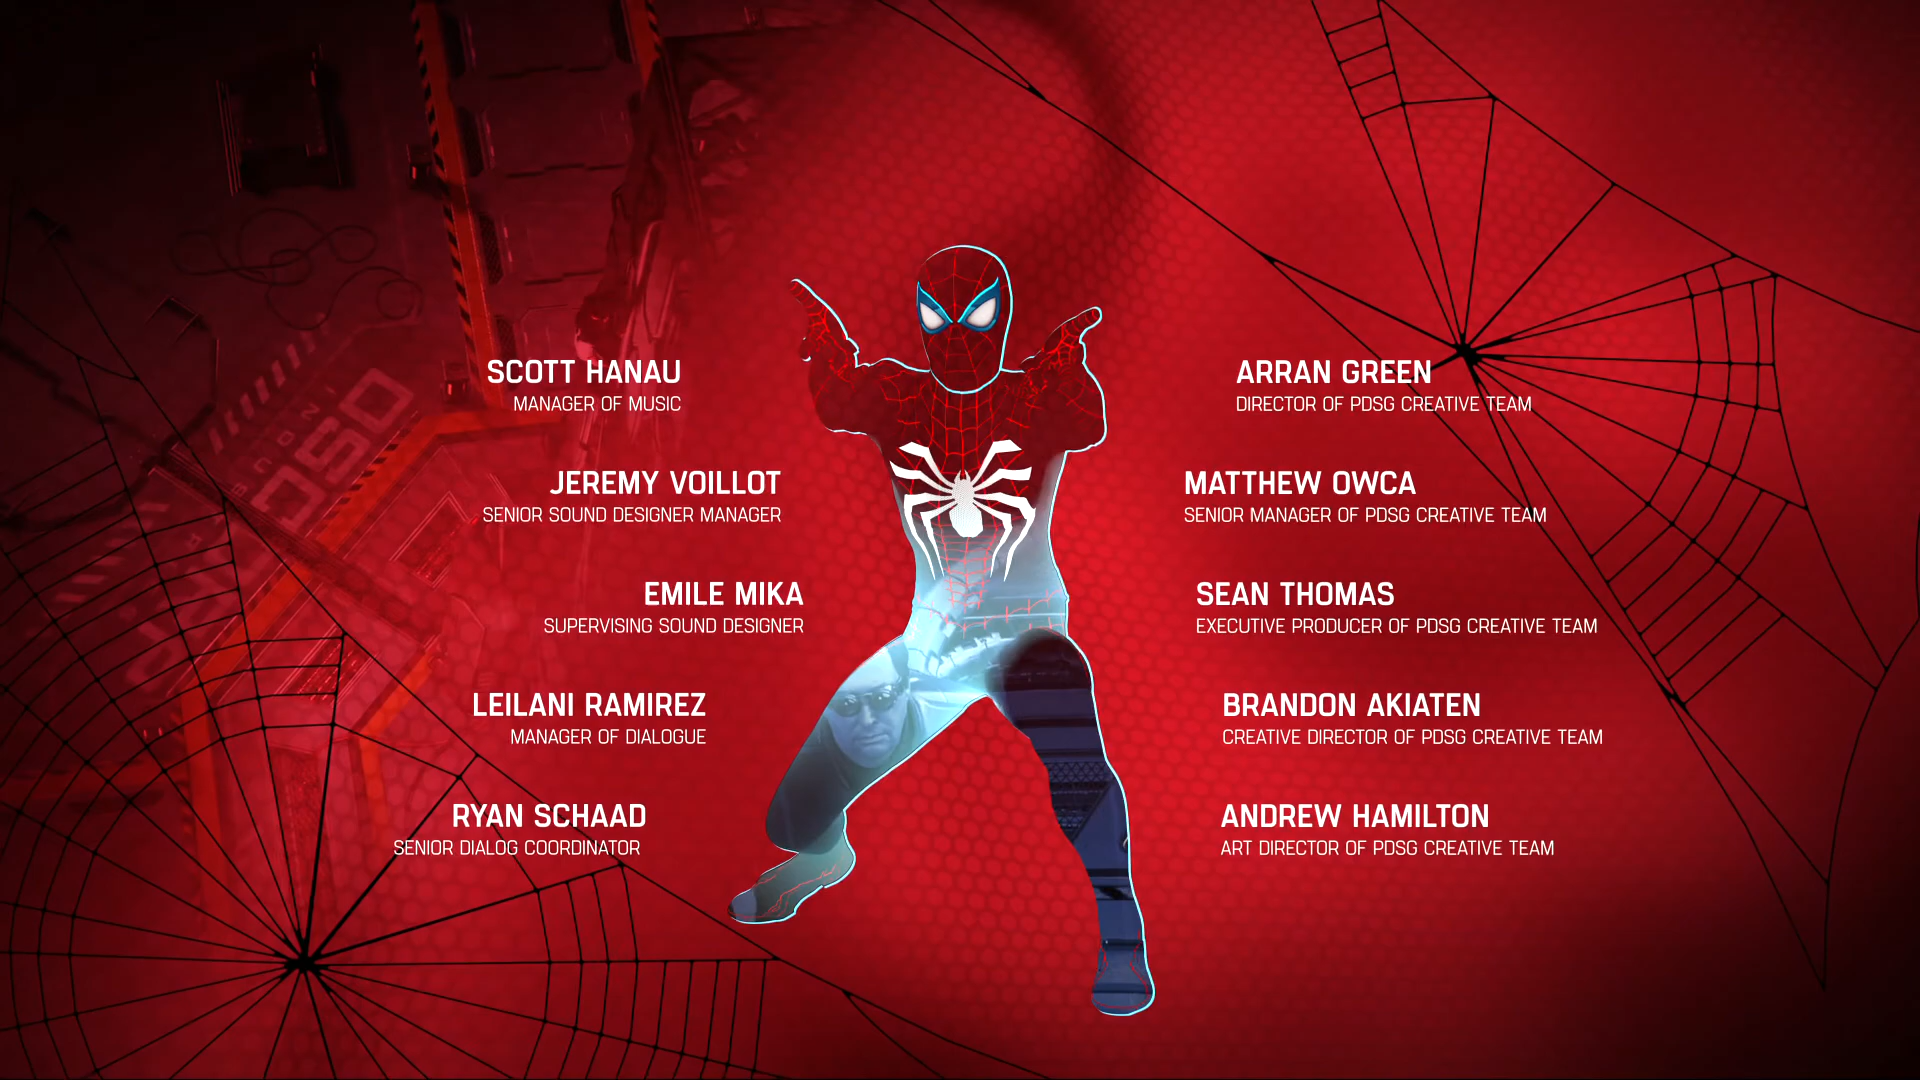 SCOTT HANAU
MANAGER OF MUSIC
JEREMY VOILLOT
SENIOR SOUND DESIGNER MANAGER
EMILE MIKA
SUPERVISING SOUND DESIGNER
LEILANI RAMIREZ
MANAGER OF DIALOGUE
RYAN SCHAAD
SENIOR DIALOG COORDINATOR
ARRAN GREEN
DIRECTOR OF PDSG CREATIVE TEAM
MATTHEW OWCA
SENIOR MANAGER OF PDSG CREATIVE TEAM
SEAN THOMAS
EXECUTIVE PRODUCER OF PDSG CREATIVE TEAM
BRANDON AKIATEN
CREATIVE DIRECTOR OF PDSG CREATIVE TEAM
ANDREW HAMILTON
ART DIRECTOR OF PDSG CREATIVE TEAM